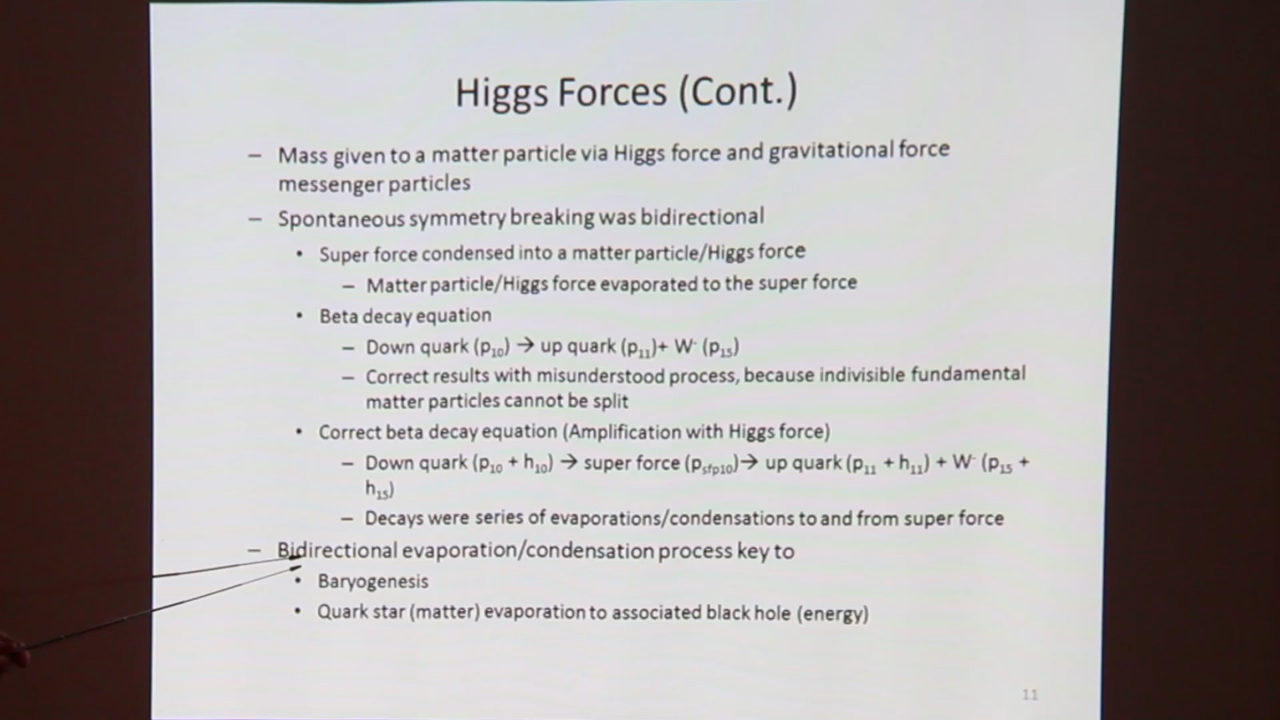 Higgs Forces (Cont.)
– Mass given to a matter particle via Higgs force and gravitational force
messenger particles
– Spontaneous symmetry breaking was bidirectional
• Super force condensed into a matter particle/Higgs force
– Matter particle/Higgs force evaporated to the super force
• Beta decay equation
– Down quark (p₁₀) → up quark (p₁₁)+ W⁻ (p₁₅)
– Correct results with misunderstood process, because indivisible fundamental
matter particles cannot be split
• Correct beta decay equation (Amplification with Higgs force)
– Down quark (p₁₀ + h₁₀) → super force (pₛfₚ₁₀)→ up quark (p₁₁ + h₁₁) + W⁻ (p₁₅ +
h₁₅)
– Decays were series of evaporations/condensations to and from super force
– Bidirectional evaporation/condensation process key to
• Baryogenesis
• Quark star (matter) evaporation to associated black hole (energy)
11